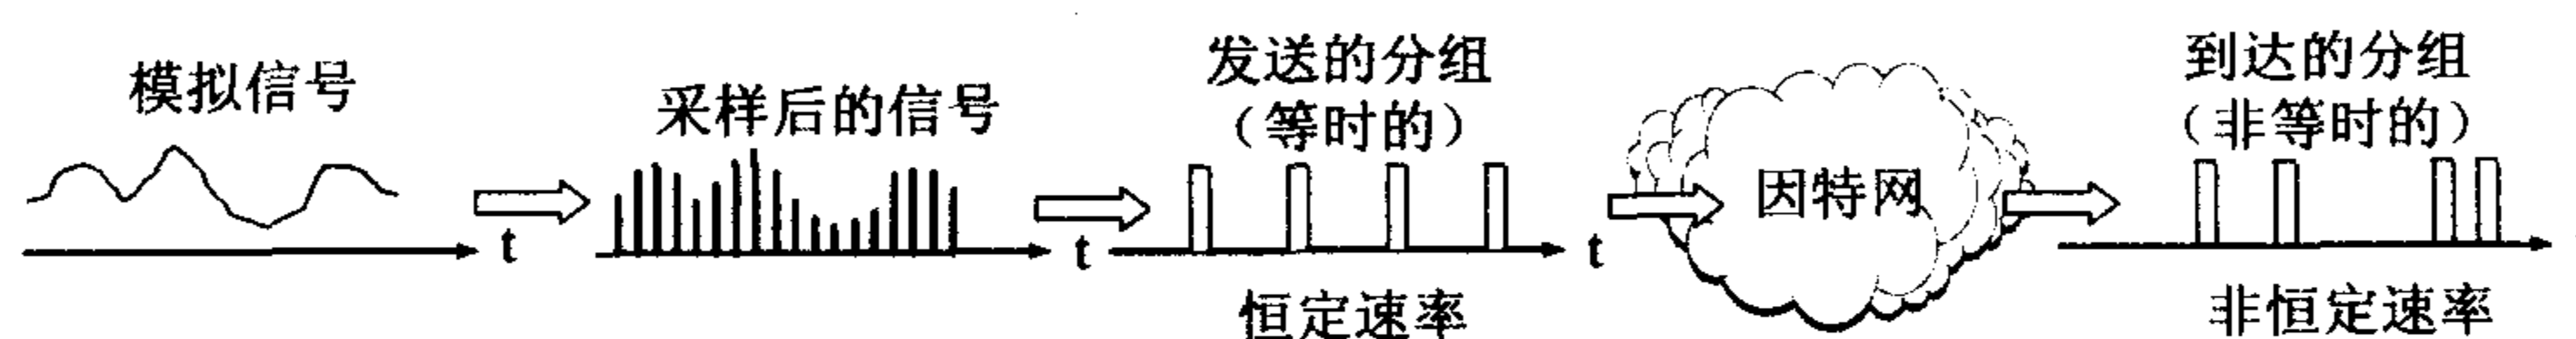 模拟信号
t
采样后的信号
t
发送的分组
（等时的）
t
恒定速率
因特网
到达的分组
（非等时的）
非恒定速率